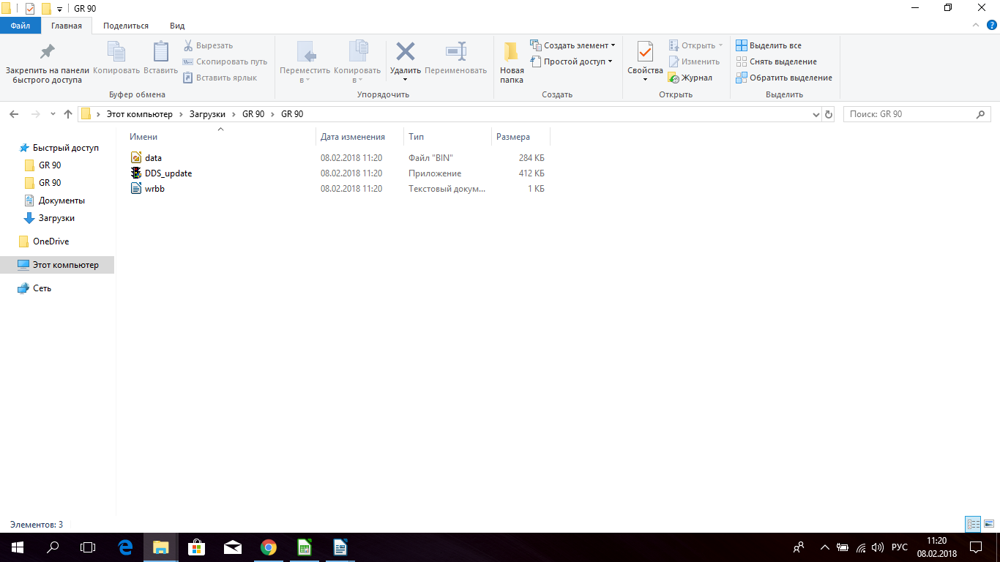 GR 90
Файл Главная Поделиться Вид
Закрепить на панели быстрого доступа
Копировать
Вставить
Вырезать
Скопировать путь
Вставить ярлык
Буфер обмена
Переместить в
Копировать в
Удалить
Переименовать
Упорядочить
Новая папка
Создать элемент
Простой доступ
Создать
Свойства
Открыть
Изменить
Журнал
Открыть
Выделить все
Снять выделение
Обратить выделение
Выделить
Этот компьютер Загрузки GR 90 GR 90
Поиск: GR 90
Быстрый доступ
GR 90
GR 90
Документы
Загрузки
OneDrive
Этот компьютер
Сеть
Имени Дата изменения Тип Размера
data 08.02.2018 11:20 Файл "BIN" 284 КБ
DDS_update 08.02.2018 11:20 Приложение 412 КБ
wrbb 08.02.2018 11:20 Текстовый докум... 1 КБ
Элементов: 3
РУС
11:20
08.02.2018